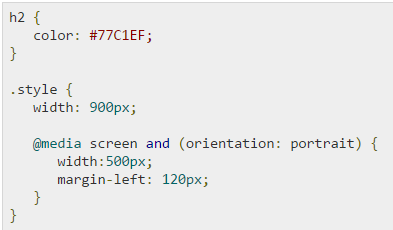 h2 {
color: #77C1EF;
}
.style {
width: 900px;
@media screen and (orientation: portrait) {
width:500px;
margin-left: 120px;
}
}